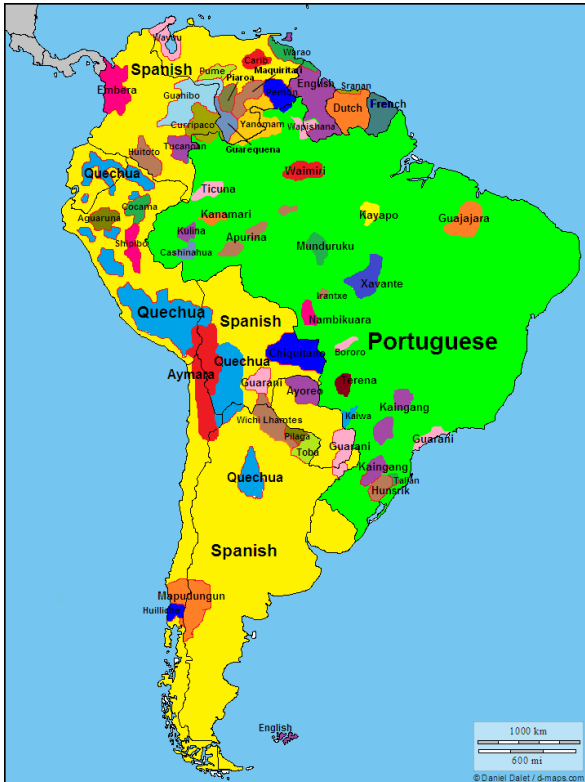 Wayuu
Warao
Spanish
Carib
Maquiritari
Pume
Piaroa
English
Sranan
Embera
Guahibo
Pemon
Dutch
French
Curripaco
Yanomam
Wapishana
Tucanoan
Guarequena
Huitoto
Quechua
Waimiri
Ticuna
Cocama
Kanamari
Kayapo
Guajajara
Aguaruna
Kulina
Apurina
Shipibo
Cashinahua
Munduruku
Xavante
Irantxe
Quechua
Spanish
Nambikuara
Portuguese
Bororo
Chiquitano
Quechua
Aymara
Guarani
Ayoreo
Terena
Kaingang
Wichi Lhamtes
Kaiwa
Pilaga
Guarani
Guarani
Toba
Kaingang
Quechua
Talian
Hunsrik
Spanish
Mapudungun
Huilliche
English
1000 km
600 mi
© Daniel Dalet / d-maps.com